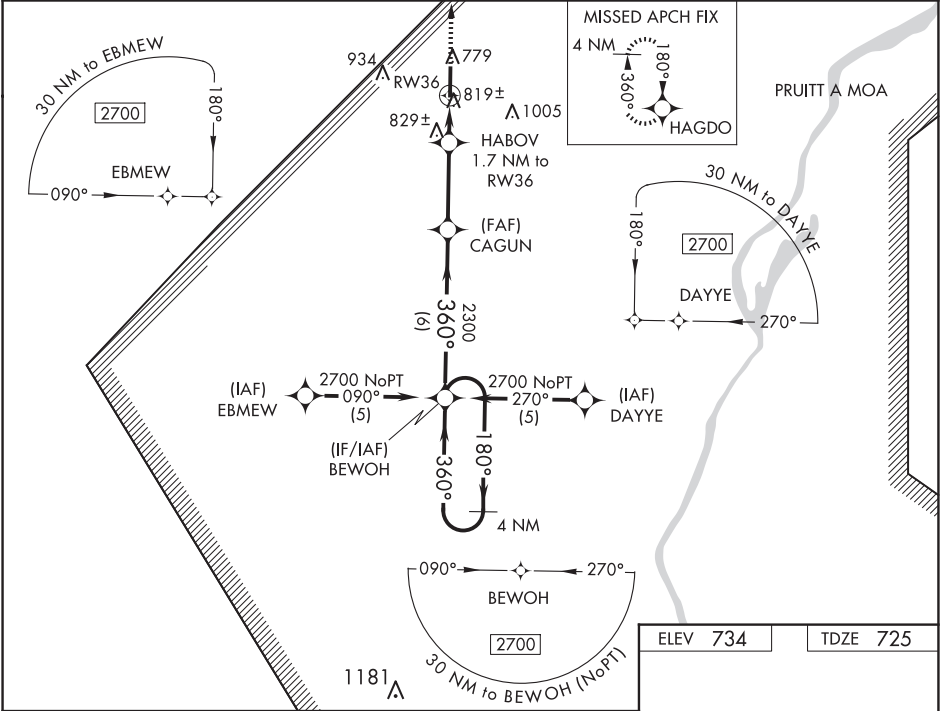 MISSED APCH FIX
4 NM
180°
360°
HAGDO
30 NM to EBMEW
2700
180°
EBMEW
090°
934
779
RW36
819±
829±
1005
HABOV
1.7 NM to
RW36
PRUITT A MOA
30 NM to DAYYE
180°
2700
DAYYE
270°
(FAF)
CAGUN
2300
360°
(6)
(IAF)
EBMEW
2700 NoPT
090°
(5)
2700 NoPT
270°
(5)
(IAF)
DAYYE
(IF/IAF)
BEWOH
360°
180°
4 NM
090°
270°
BEWOH
2700
30 NM to BEWOH (NoPT)
1181
ELEV 734
TDZE 725